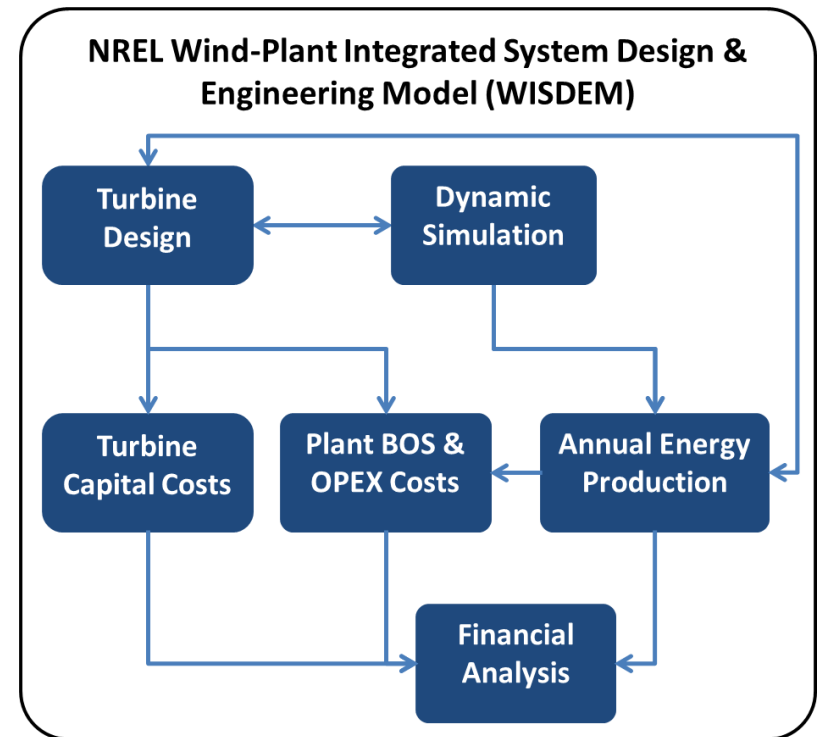 NREL Wind-Plant Integrated System Design &
Engineering Model (WISDEM)
Turbine
Design
Dynamic
Simulation
Turbine
Capital Costs
Plant BOS &
OPEX Costs
Annual Energy
Production
Financial
Analysis